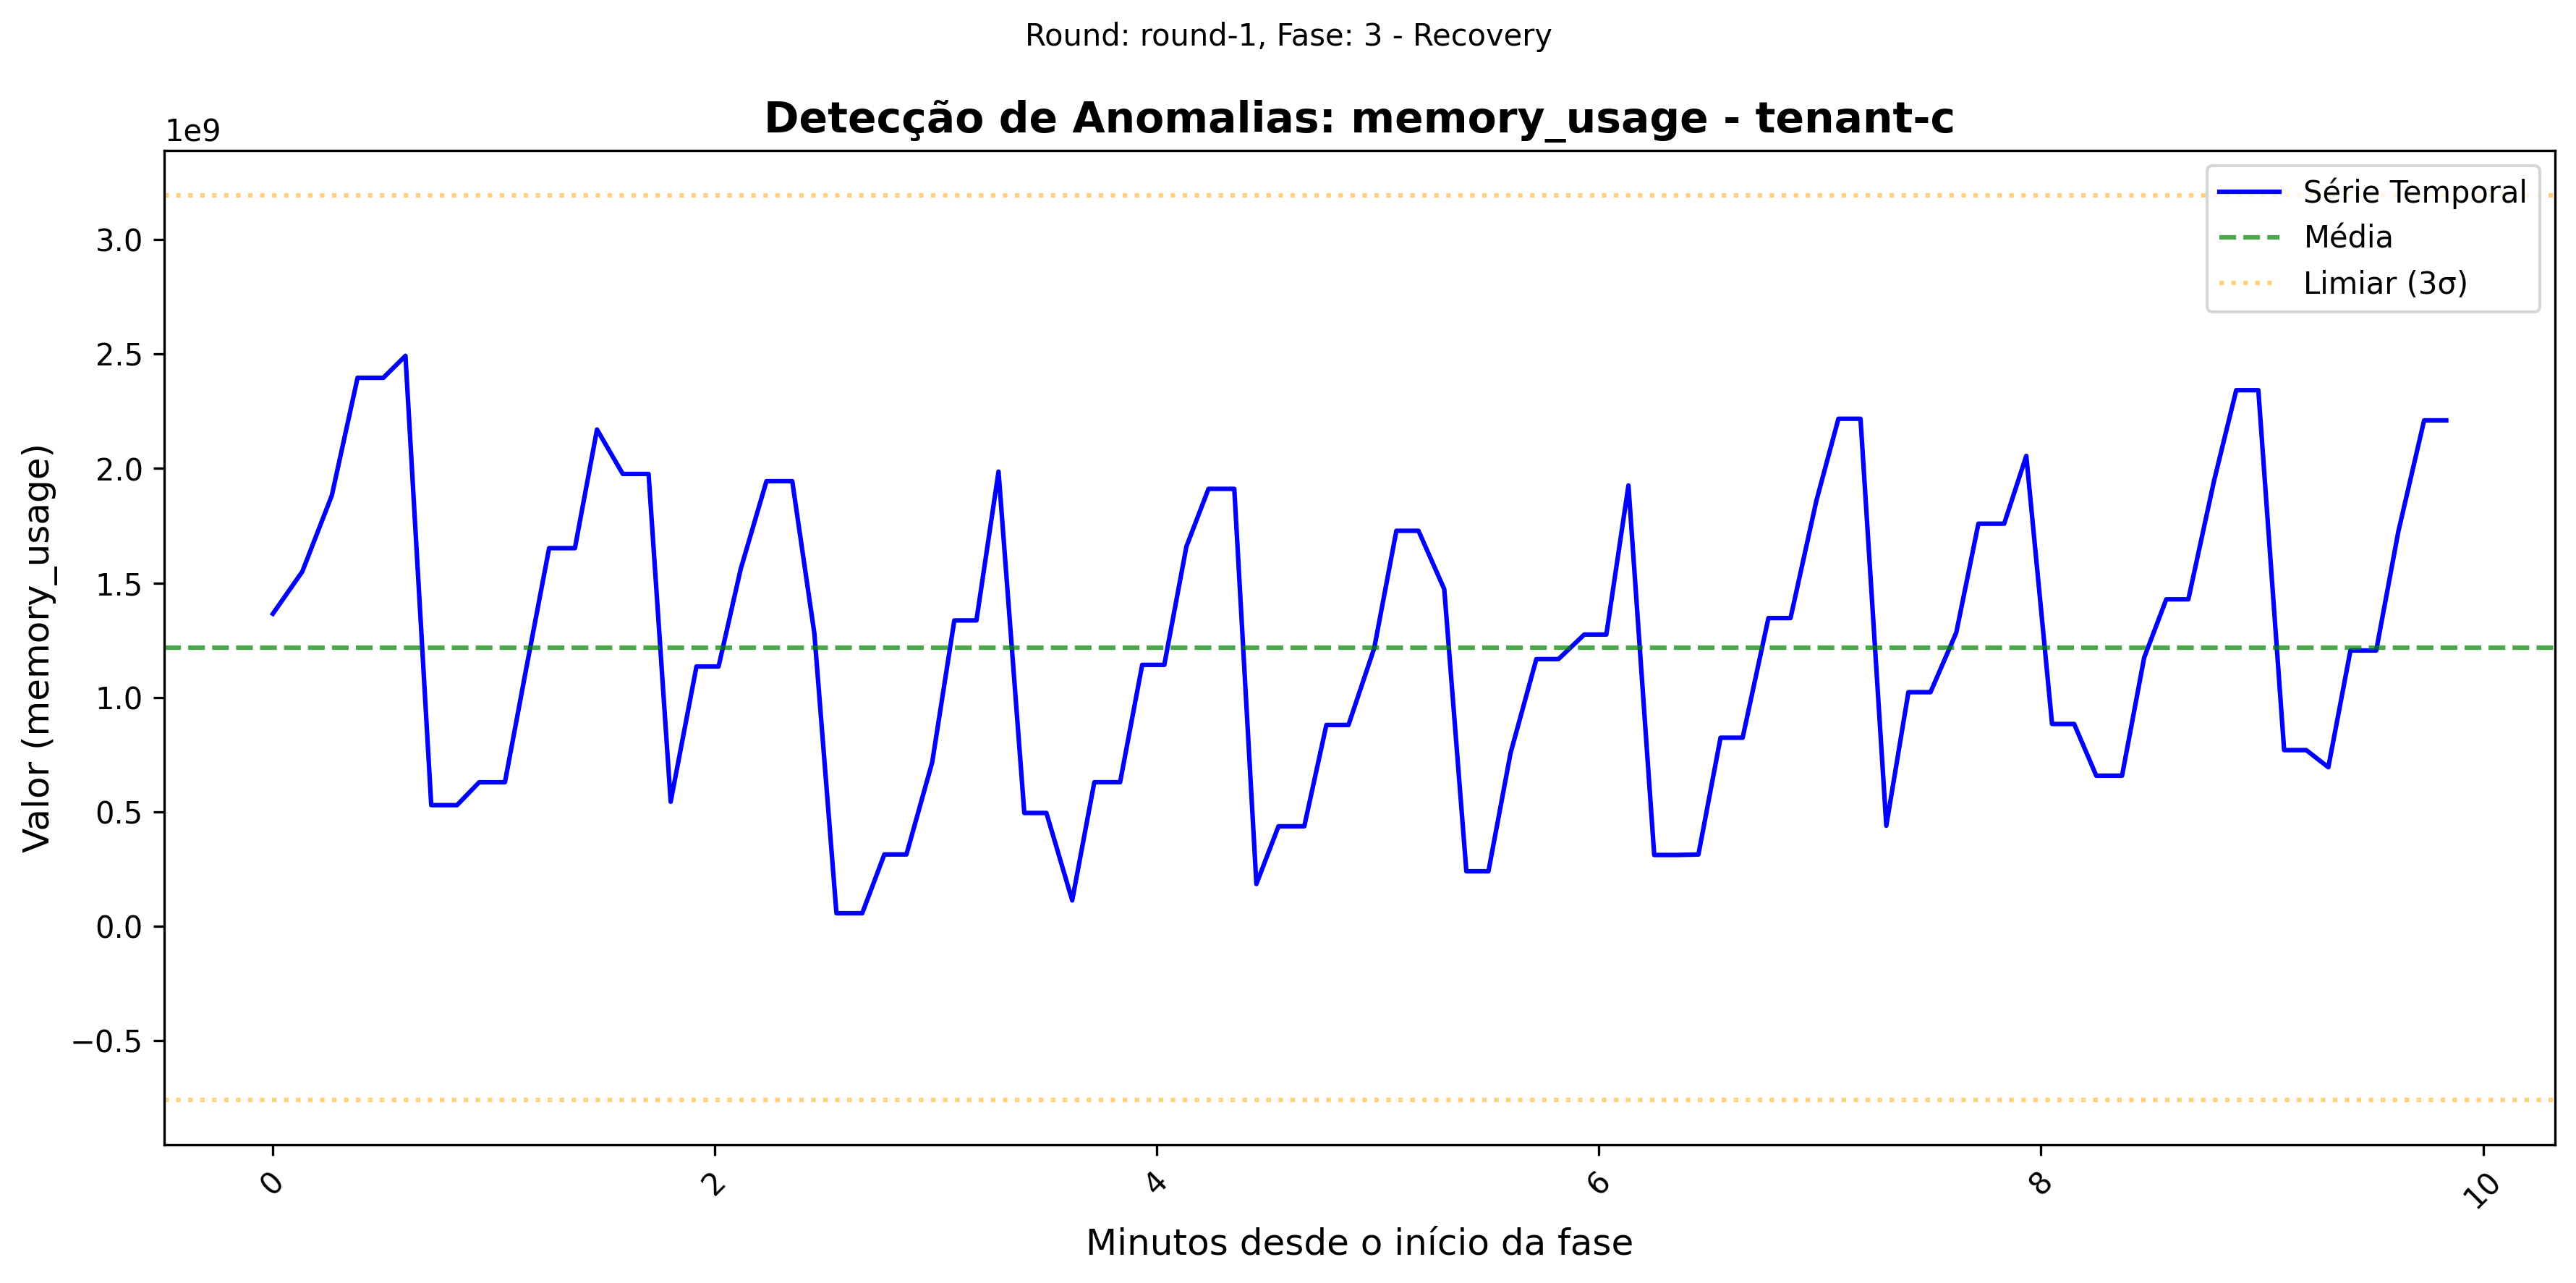 Round: round-1, Fase: 3 - Recovery
Detecção de Anomalias: memory_usage - tenant-c
1e9
Série Temporal
Média
Limiar (3σ)
3.0
2.5
2.0
1.5
1.0
0.5
0.0
−0.5
Valor (memory_usage)
0
2
4
6
8
10
Minutos desde o início da fase